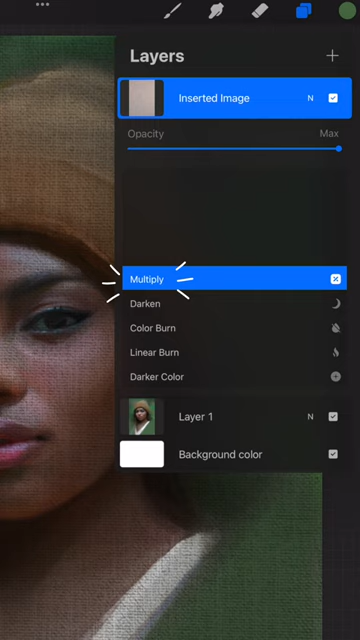 Layers
Inserted Image N
Opacity Max
Multiply
Darken
Color Burn
Linear Burn
Darker Color
Layer 1 N
Background color